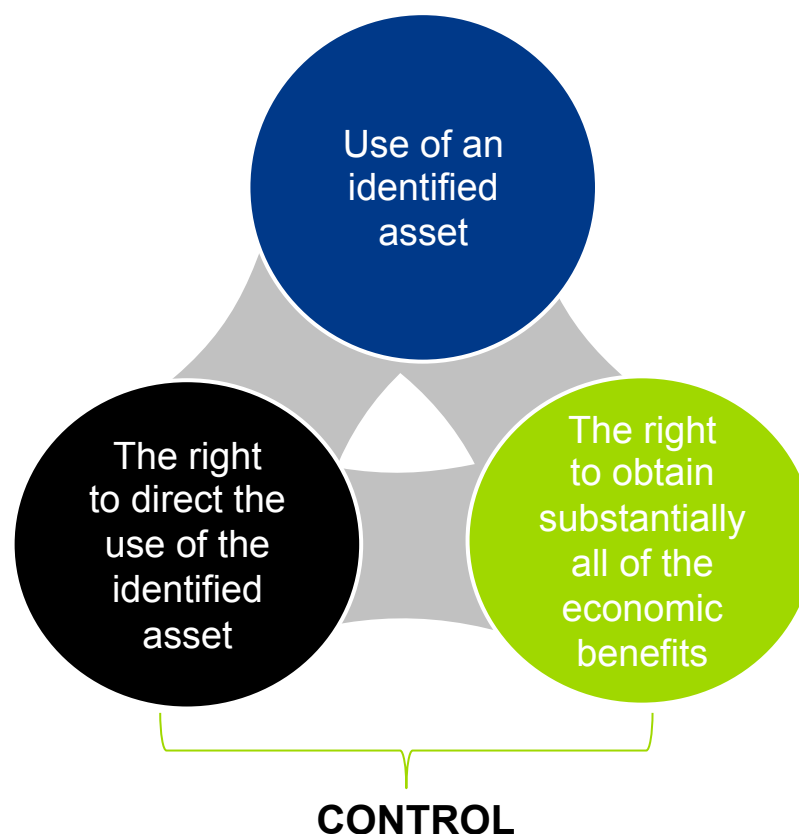 Use of an
identified
asset
The right
to direct the
use of the
identified
asset
The right
to obtain
substantially
all of the
economic
benefits
CONTROL